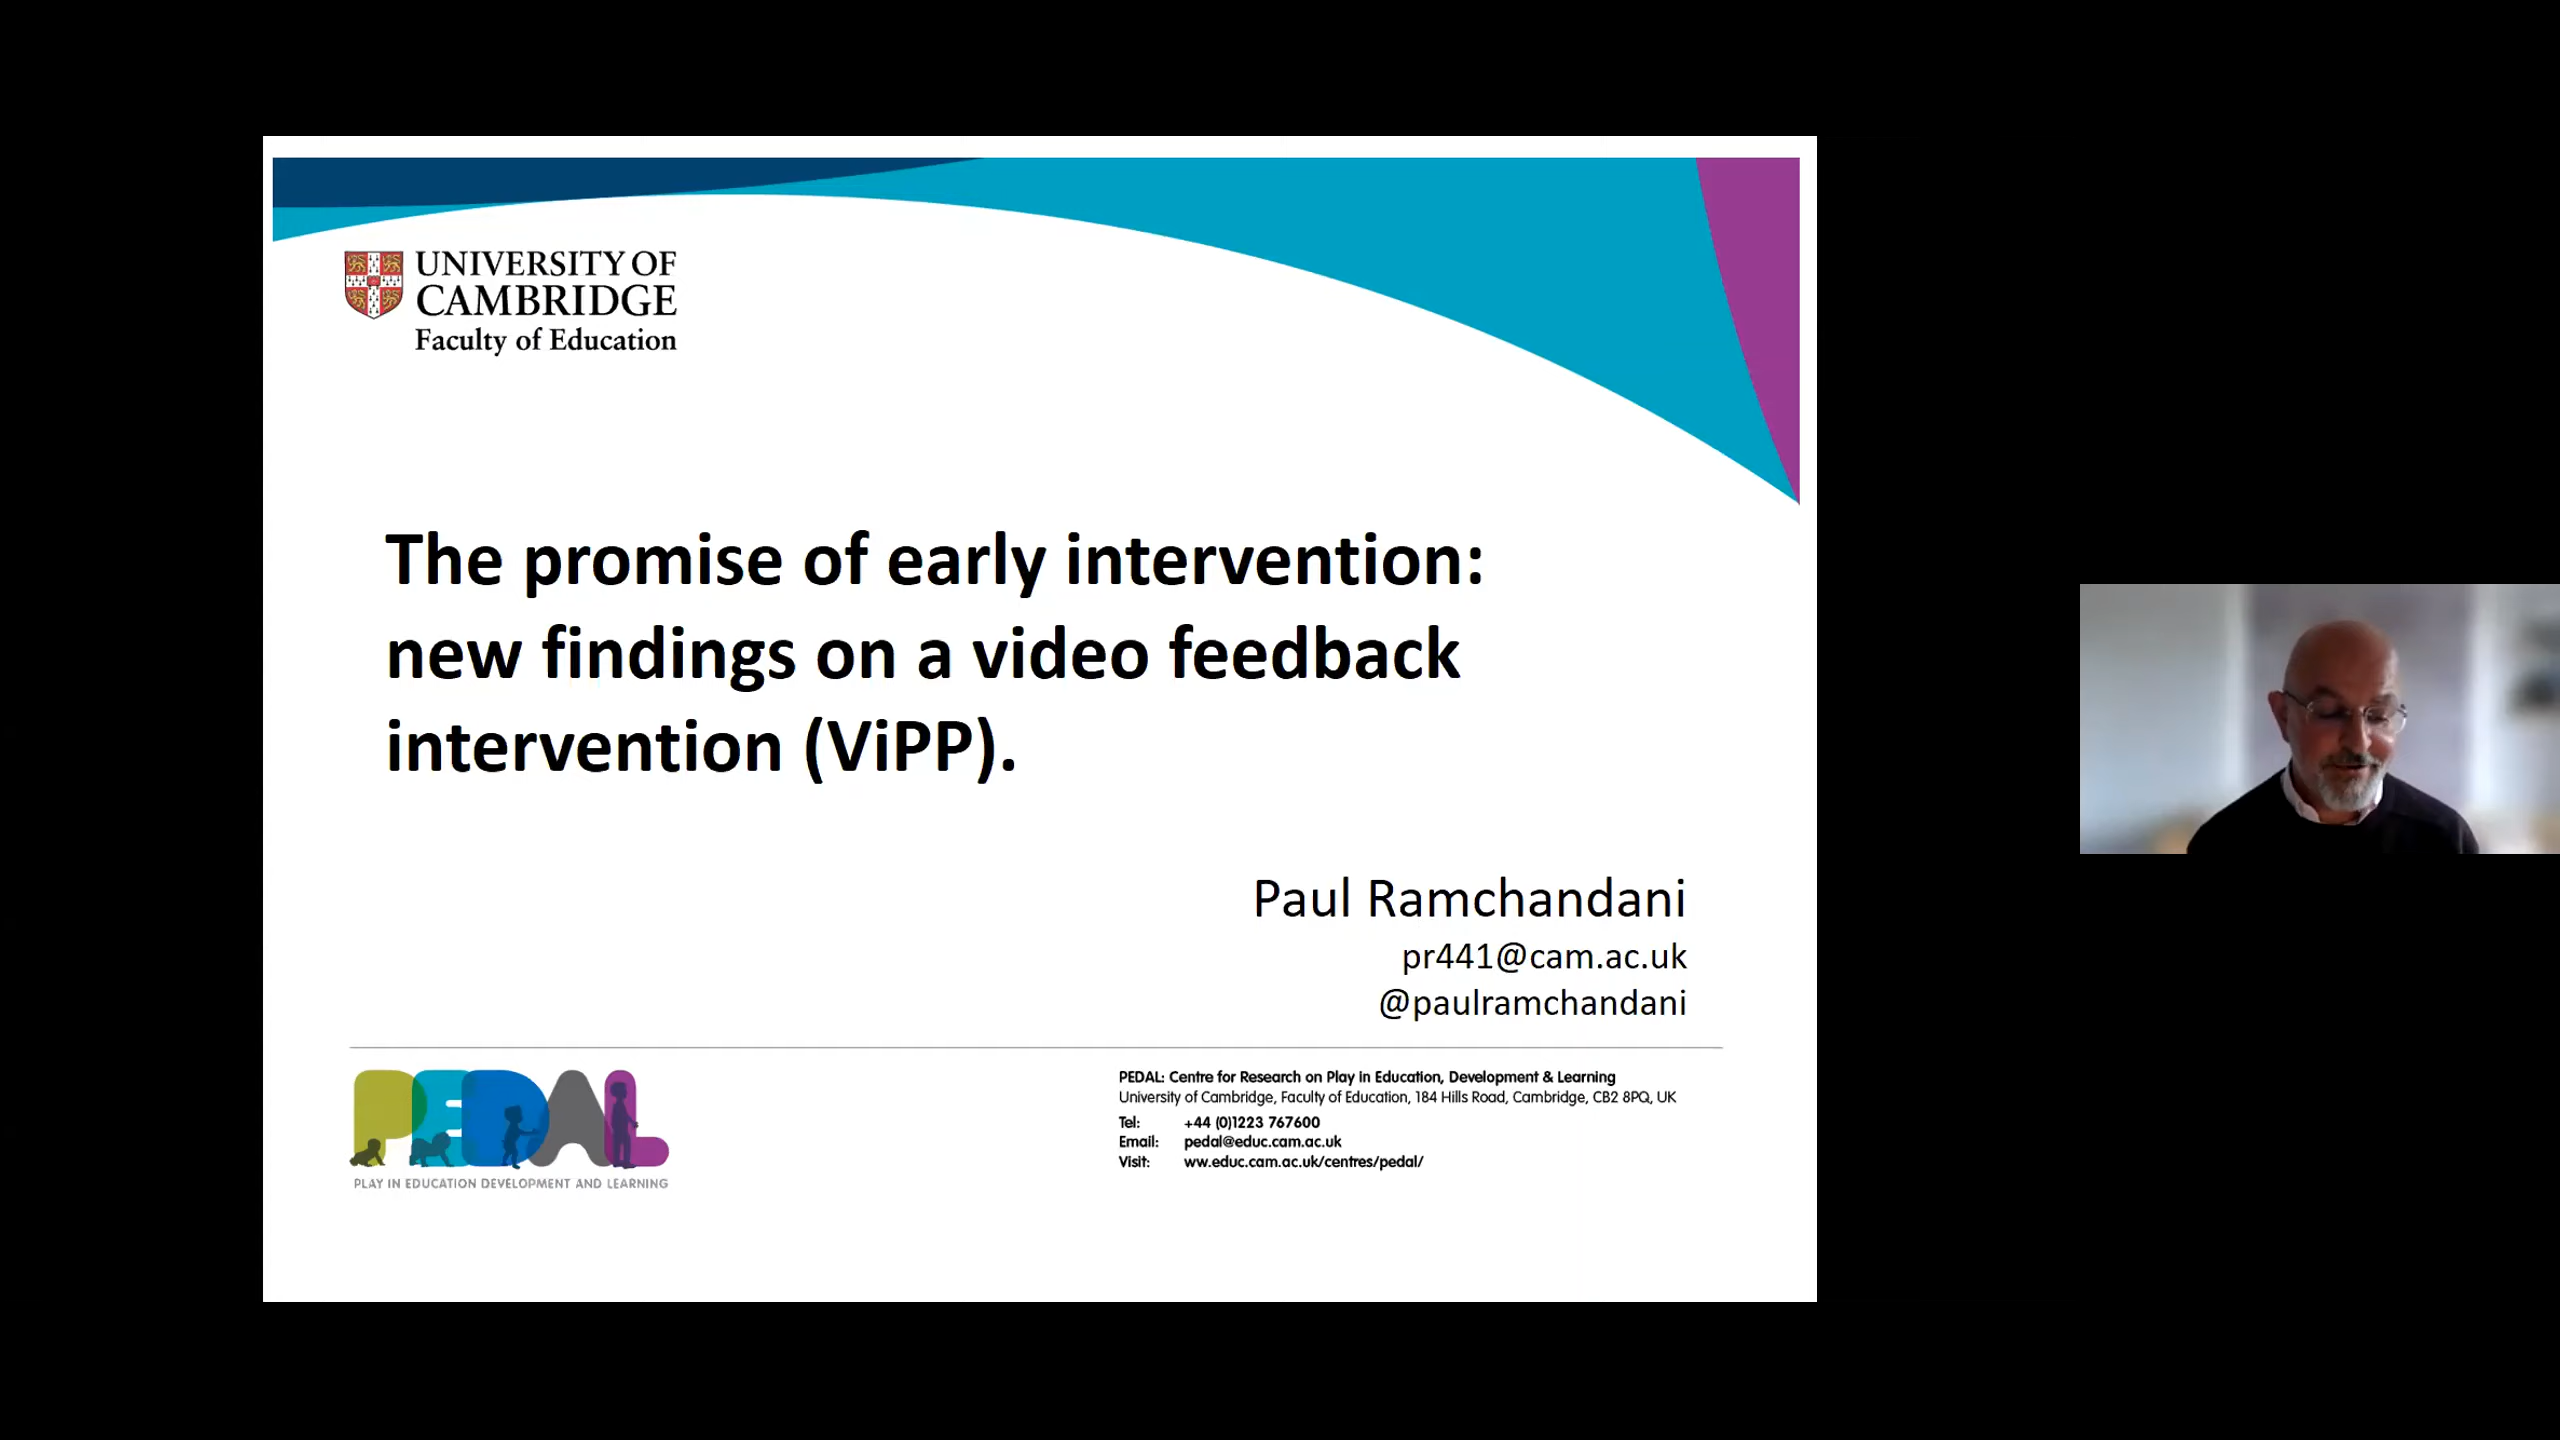 UNIVERSITY OF
CAMBRIDGE
Faculty of Education
The promise of early intervention:
new findings on a video feedback
intervention (ViPP).
Paul Ramchandani
pr441@cam.ac.uk
@paulramchandani
PEDAL
PLAY IN EDUCATION DEVELOPMENT AND LEARNING
PEDAL: Centre for Research on Play in Education, Development & Learning
University of Cambridge, Faculty of Education, 184 Hills Road, Cambridge, CB2 8PQ, UK
Tel: +44 (0)1223 767600
Email: pedal@educ.cam.ac.uk
Visit: ww.educ.cam.ac.uk/centres/pedal/